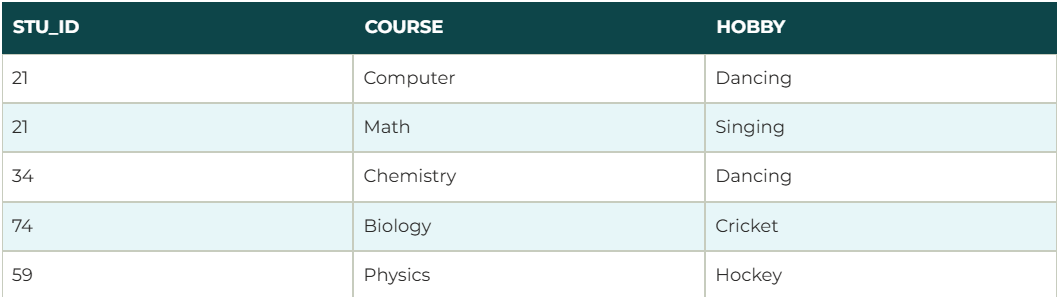 STU_ID COURSE HOBBY
21 Computer Dancing
21 Math Singing
34 Chemistry Dancing
74 Biology Cricket
59 Physics Hockey